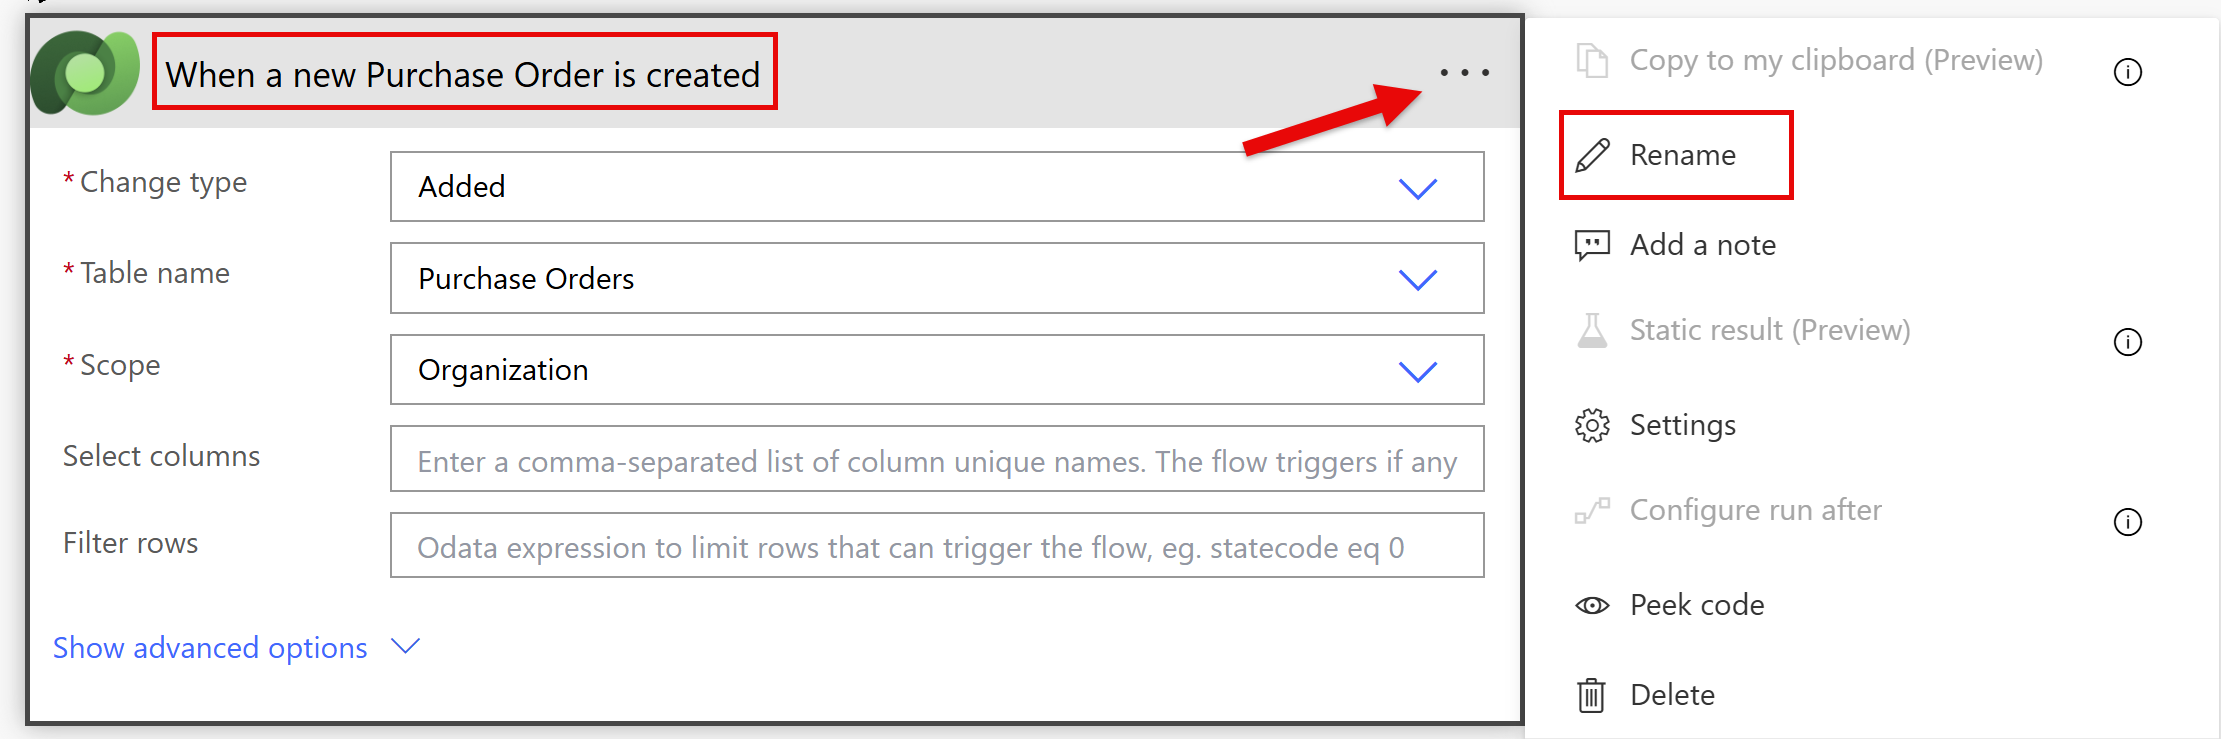 When a new Purchase Order is created
* Change type
Added
* Table name
Purchase Orders
* Scope
Organization
Select columns
Enter a comma-separated list of column unique names. The flow triggers if any
Filter rows
Odata expression to limit rows that can trigger the flow, eg. statecode eq 0
Show advanced options
Copy to my clipboard (Preview)
Rename
Add a note
Static result (Preview)
Settings
Configure run after
Peek code
Delete